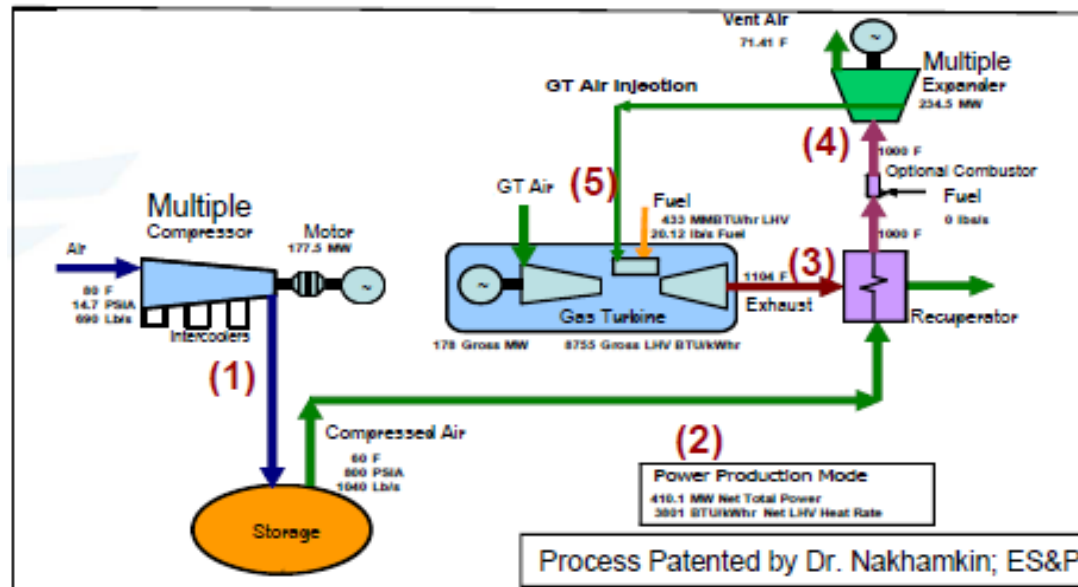 Vent Air
71.41 F
Multiple
Expander
234.5 MW
GT Air Injection
(4)
1000 F
Optional Combustor
Fuel
0 lbs/s
1000 F
GT Air
(5)
Fuel
433 MMBTU/hr LHV
20.12 lb/s Fuel
Multiple
Compressor
Motor
177.5 MW
Air
80 F
14.7 PSIA
690 Lb/s
Intercoolers
(1)
1104 F
(3)
Exhaust
Gas Turbine
Recuperator
178 Gross MW
8755 Gross LHV BTU/kWhr
Compressed Air
60 F
800 PSIA
1040 Lb/s
(2)
Storage
Power Production Mode
410.1 MW Net Total Power
3801 BTU/kWhr Net LHV Heat Rate
Process Patented by Dr. Nakhamkin; ES&P